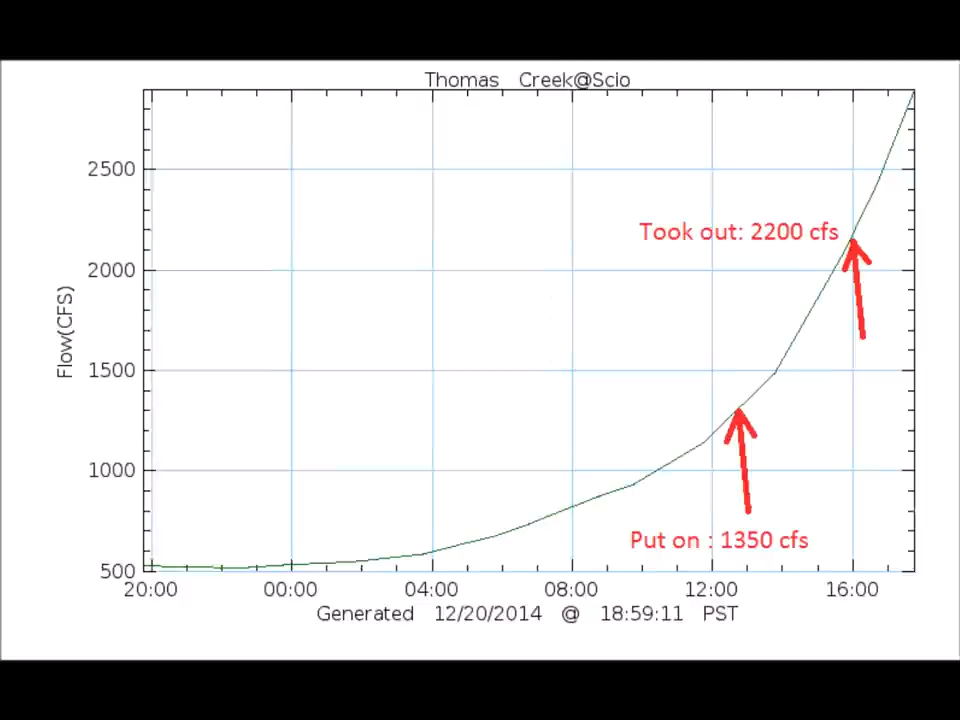 Thomas Creek@Scio
2500
Took out: 2200 cfs
2000
Flow(CFS)
1500
1000
Put on : 1350 cfs
500
20:00 00:00 04:00 08:00 12:00 16:00
Generated 12/20/2014 @ 18:59:11 PST